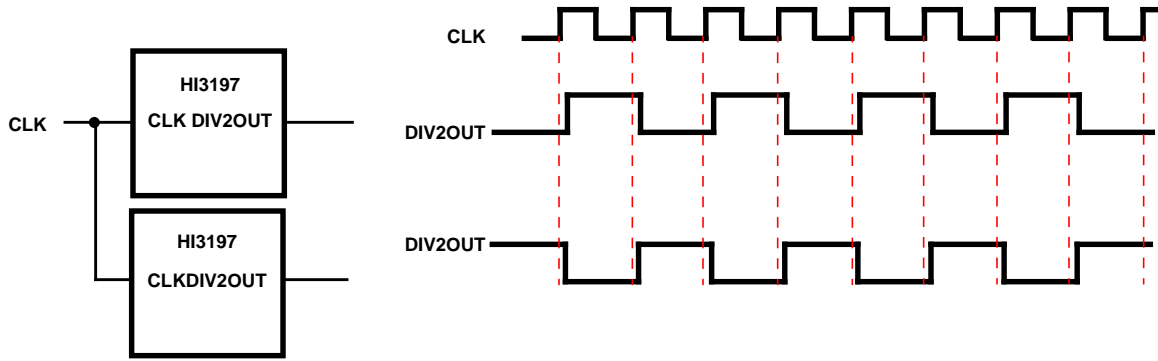 HI3197
CLK
CLK DIV2OUT
HI3197
CLKDIV2OUT
CLK
DIV2OUT
DIV2OUT